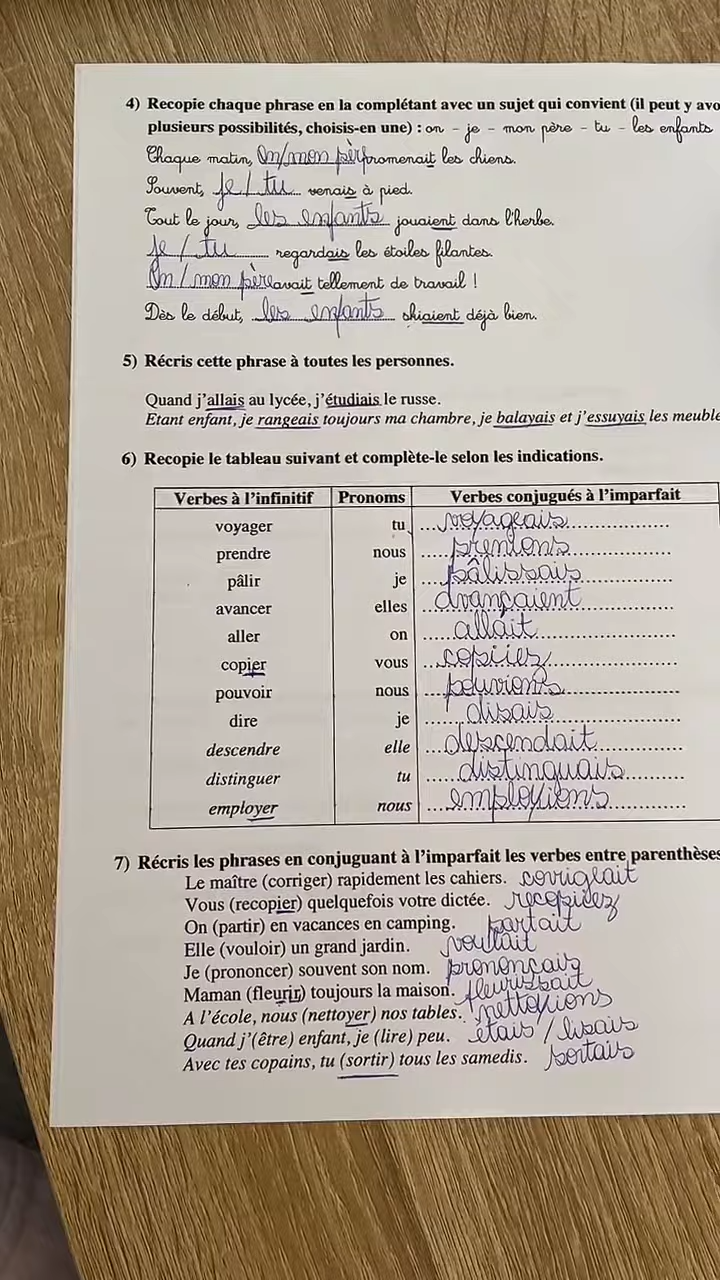 4) Recopie chaque phrase en la complétant avec un sujet qui convient (il peut y avo
plusieurs possibilités, choisis-en une) : on – je – mon père – tu – les enfants
Chaque matin, On/mon père promenait les chiens.
Souvent, je / tu venais à pied.
Tout le jour, les enfants jouaient dans l'herbe.
Je / tu regardais les étoiles filantes.
On / mon père avait tellement de travail !
Dès le début, les enfants skiaient déjà bien.
5) Récris cette phrase à toutes les personnes.
Quand j'allais au lycée, j'étudiais le russe.
Etant enfant, je rangeais toujours ma chambre, je balayais et j'essuyais les meuble
6) Recopie le tableau suivant et complète-le selon les indications.
Verbes à l'infinitif Pronoms Verbes conjugués à l'imparfait
voyager tu voyageais
prendre nous prenions
pâlir je pâlissais
avancer elles avançaient
aller on allait
copier vous copiiez
pouvoir nous pouvions
dire je disais
descendre elle descendait
distinguer tu distinguais
employer nous employions
7) Récris les phrases en conjuguant à l'imparfait les verbes entre parenthèses
Le maître (corriger) rapidement les cahiers. corrigeait
Vous (recopier) quelquefois votre dictée. recopiiez
On (partir) en vacances en camping. partait
Elle (vouloir) un grand jardin. voulait
Je (prononcer) souvent son nom. prononçais
Maman (fleurir) toujours la maison. fleurissait
A l'école, nous (nettoyer) nos tables. nettoyions
Quand j'(être) enfant, je (lire) peu. étais / lisais
Avec tes copains, tu (sortir) tous les samedis. sortais